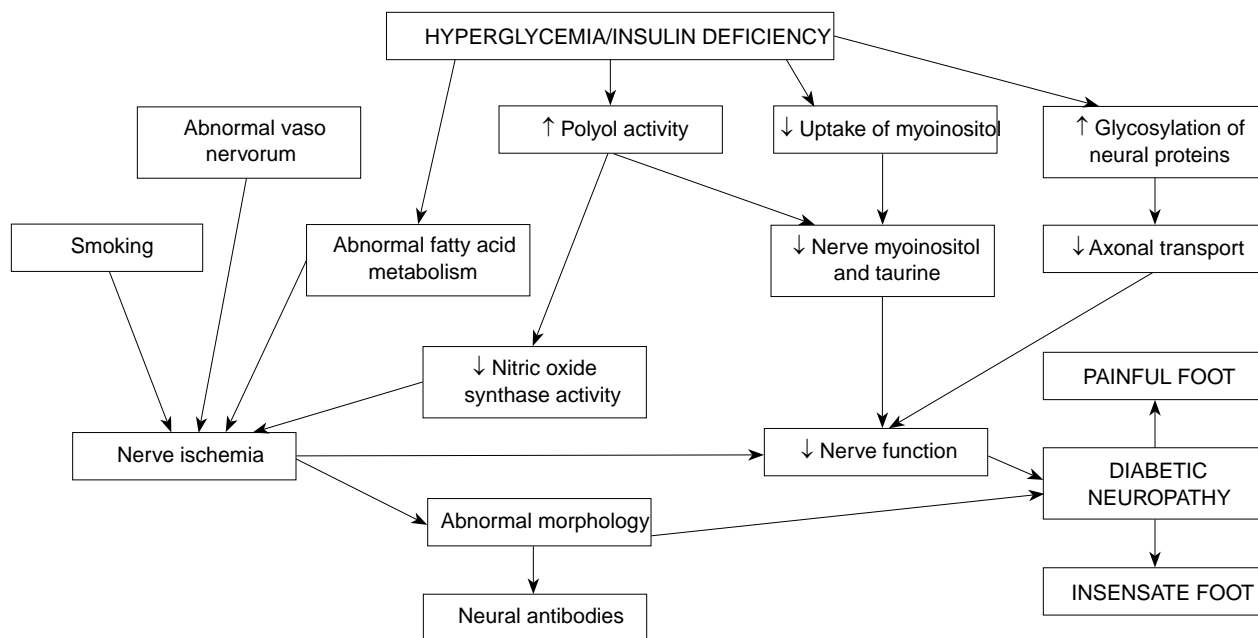 HYPERGLYCEMIA/INSULIN DEFICIENCY
Abnormal vaso
nervorum
↑ Polyol activity
↓ Uptake of myoinositol
↑ Glycosylation of
neural proteins
Smoking
Abnormal fatty acid
metabolism
↓ Nerve myoinositol
and taurine
↓ Axonal transport
↓ Nitric oxide
synthase activity
PAINFUL FOOT
Nerve ischemia
↓ Nerve function
DIABETIC
NEUROPATHY
Abnormal morphology
INSENSATE FOOT
Neural antibodies